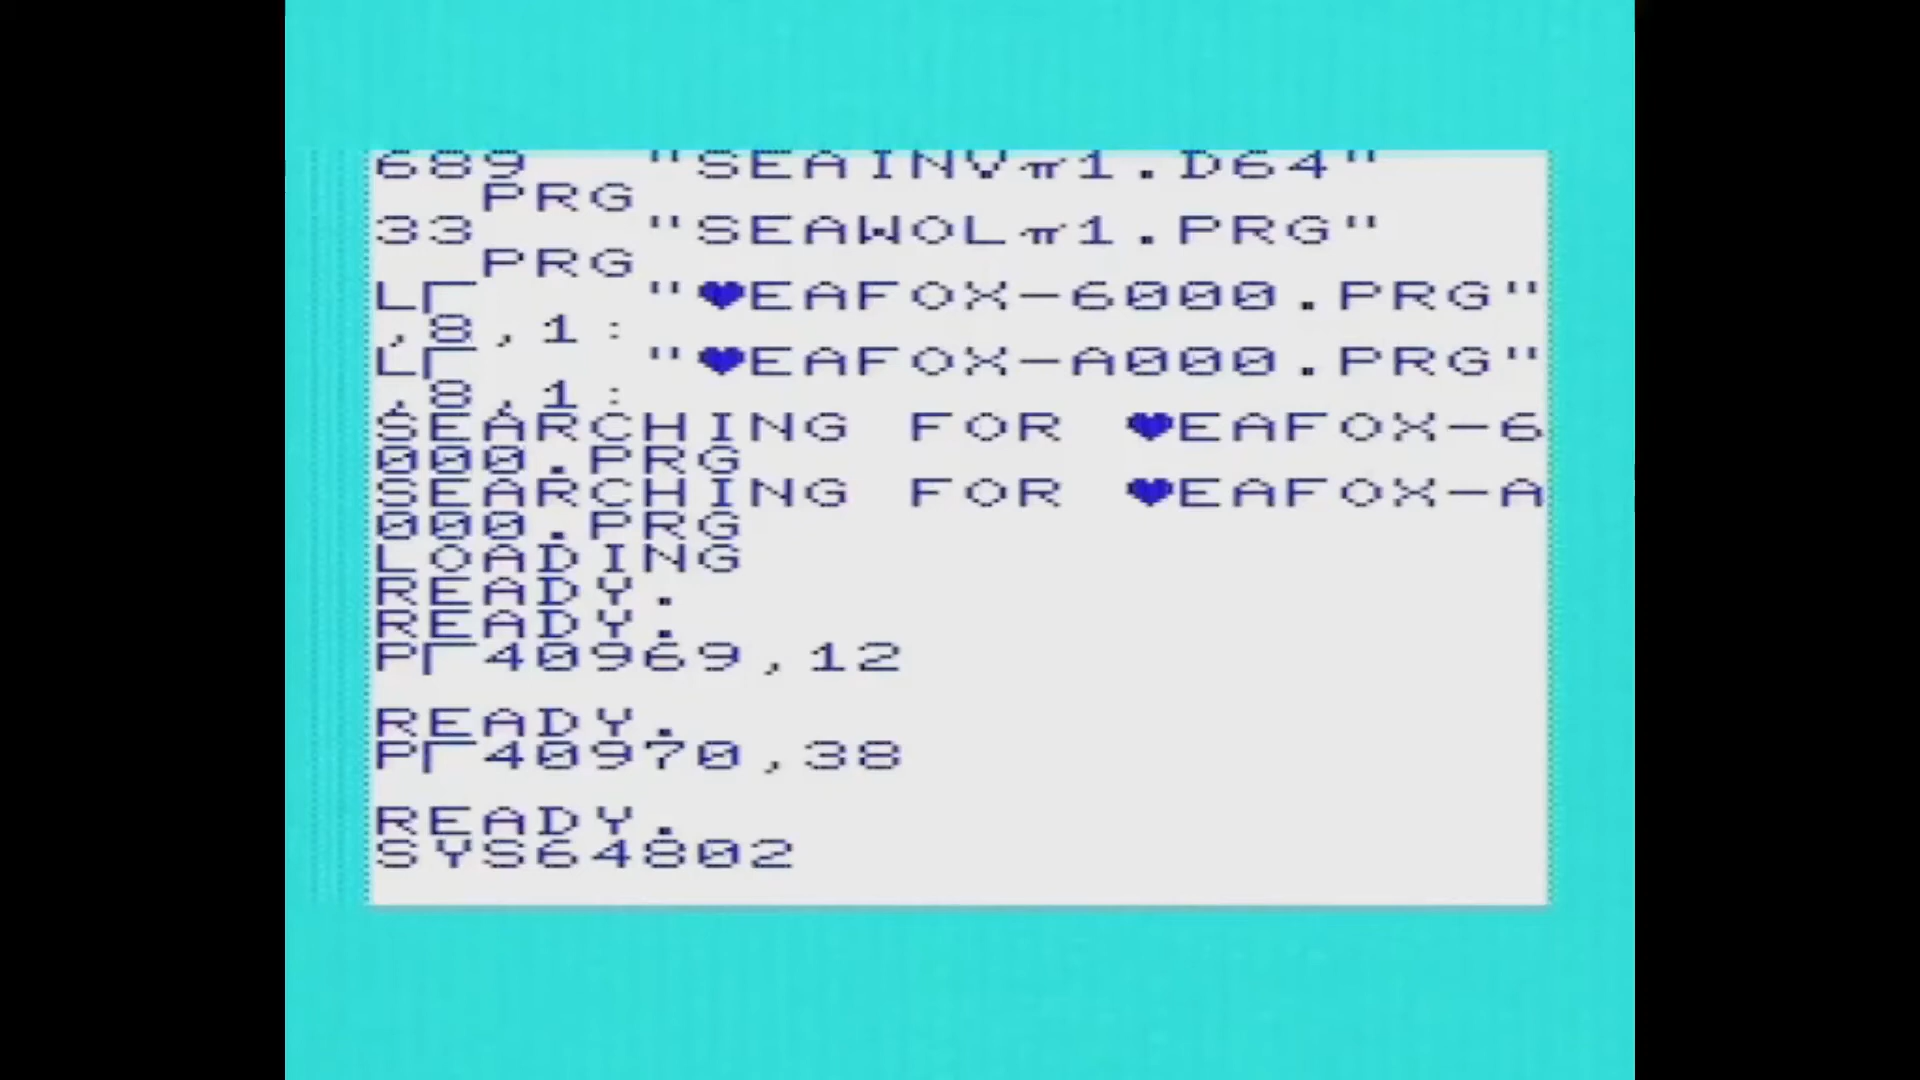 689 "SEAINVπ1.D64"
PRG
33 "SEAWOLπ1.PRG"
PRG
L┌ "♥EAFOX-6000.PRG"
,8,1:
L┌ "♥EAFOX-A000.PRG"
,8,1:
SEARCHING FOR ♥EAFOX-6
000.PRG
SEARCHING FOR ♥EAFOX-A
000.PRG
LOADING
READY.
READY.
P┌40969,12
READY.
P┌40970,38
READY.
SYS64802